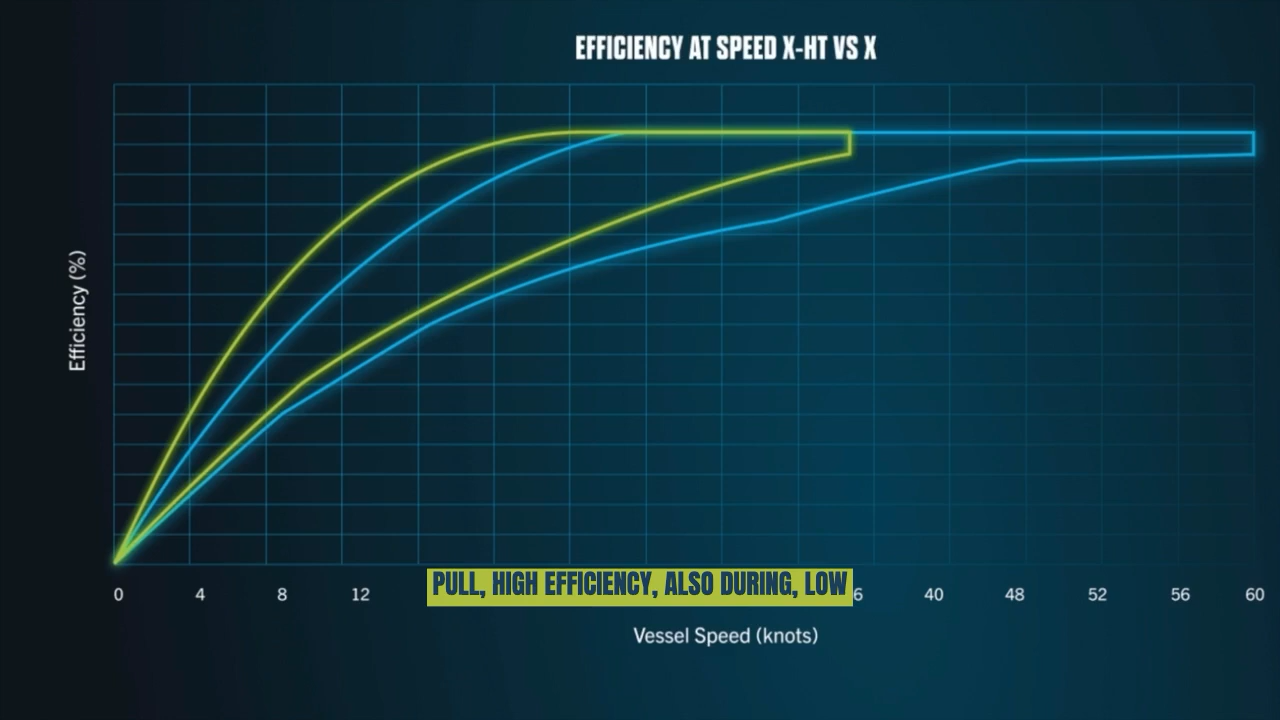 EFFICIENCY AT SPEED X-HT VS X
Efficiency (%)
0 4 8 12 6 40 48 52 56 60
PULL, HIGH EFFICIENCY, ALSO DURING, LOW
Vessel Speed (knots)